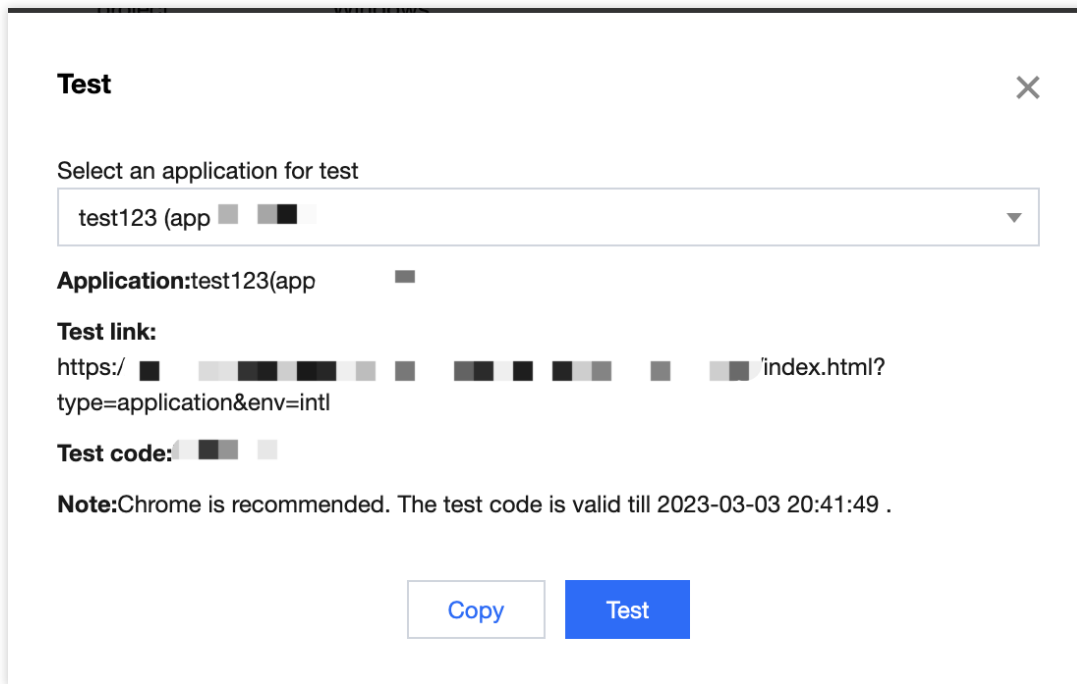 Test
Select an application for test
test123 (app
Application:test123(app
Test link:
https:/ /index.html?
type=application&env=intl
Test code:
Note:Chrome is recommended. The test code is valid till 2023-03-03 20:41:49 .
Copy Test